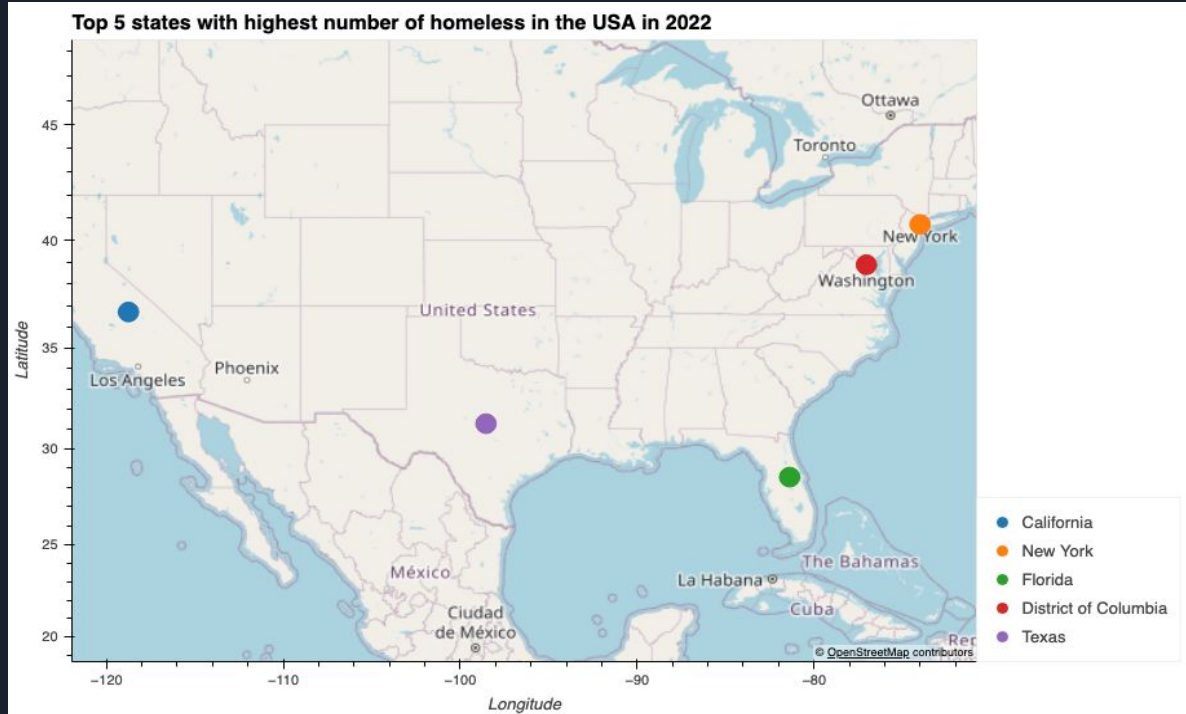 Top 5 states with highest number of homeless in the USA in 2022
Ottawa
45
Toronto
40
New York
Washington
United States
Latitude
35
Phoenix
Los Angeles
30
California
25
The Bahamas
New York
México
La Habana
Florida
Ciudad
Cuba
District of Columbia
de México
20
Texas
Rep
© OpenStreetMap contributors
−120
−110
−100
−90
−80
Longitude